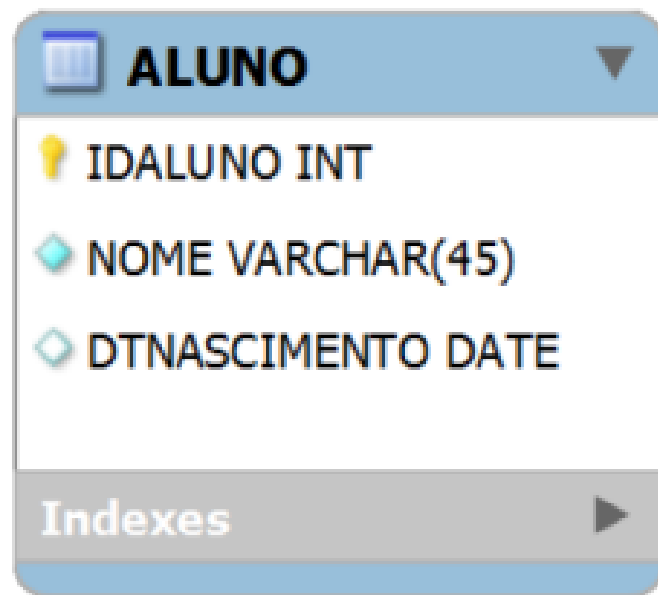 ALUNO
IDALUNO INT
NOME VARCHAR(45)
DTNASCIMENTO DATE
Indexes